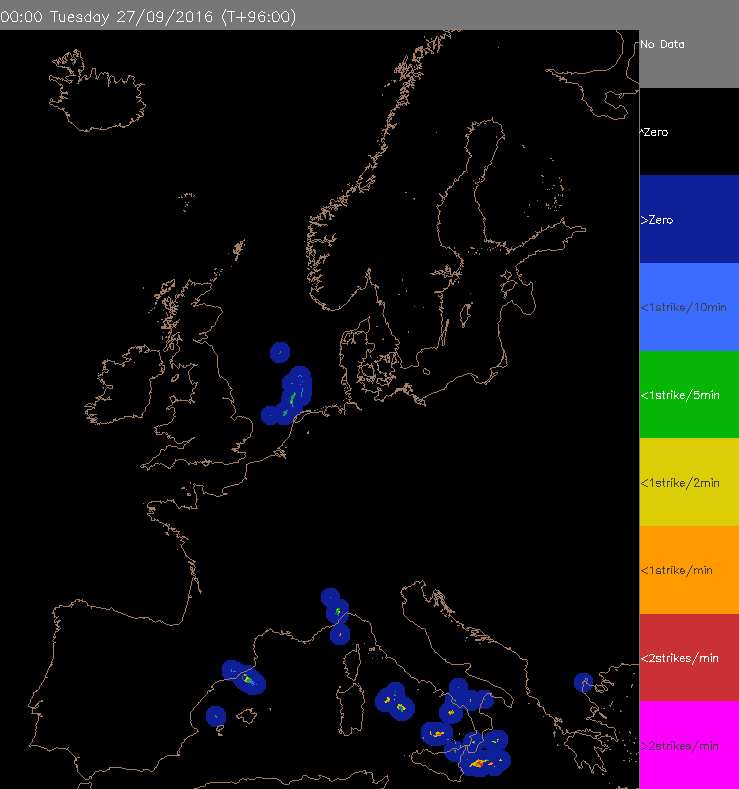 00:00 Tuesday 27/09/2016 (T+96:00)
No Data
^Zero
>Zero
<1strike/10min
<1strike/5min
<1strike/2min
<1strike/min
<2strikes/min
>2strikes/min